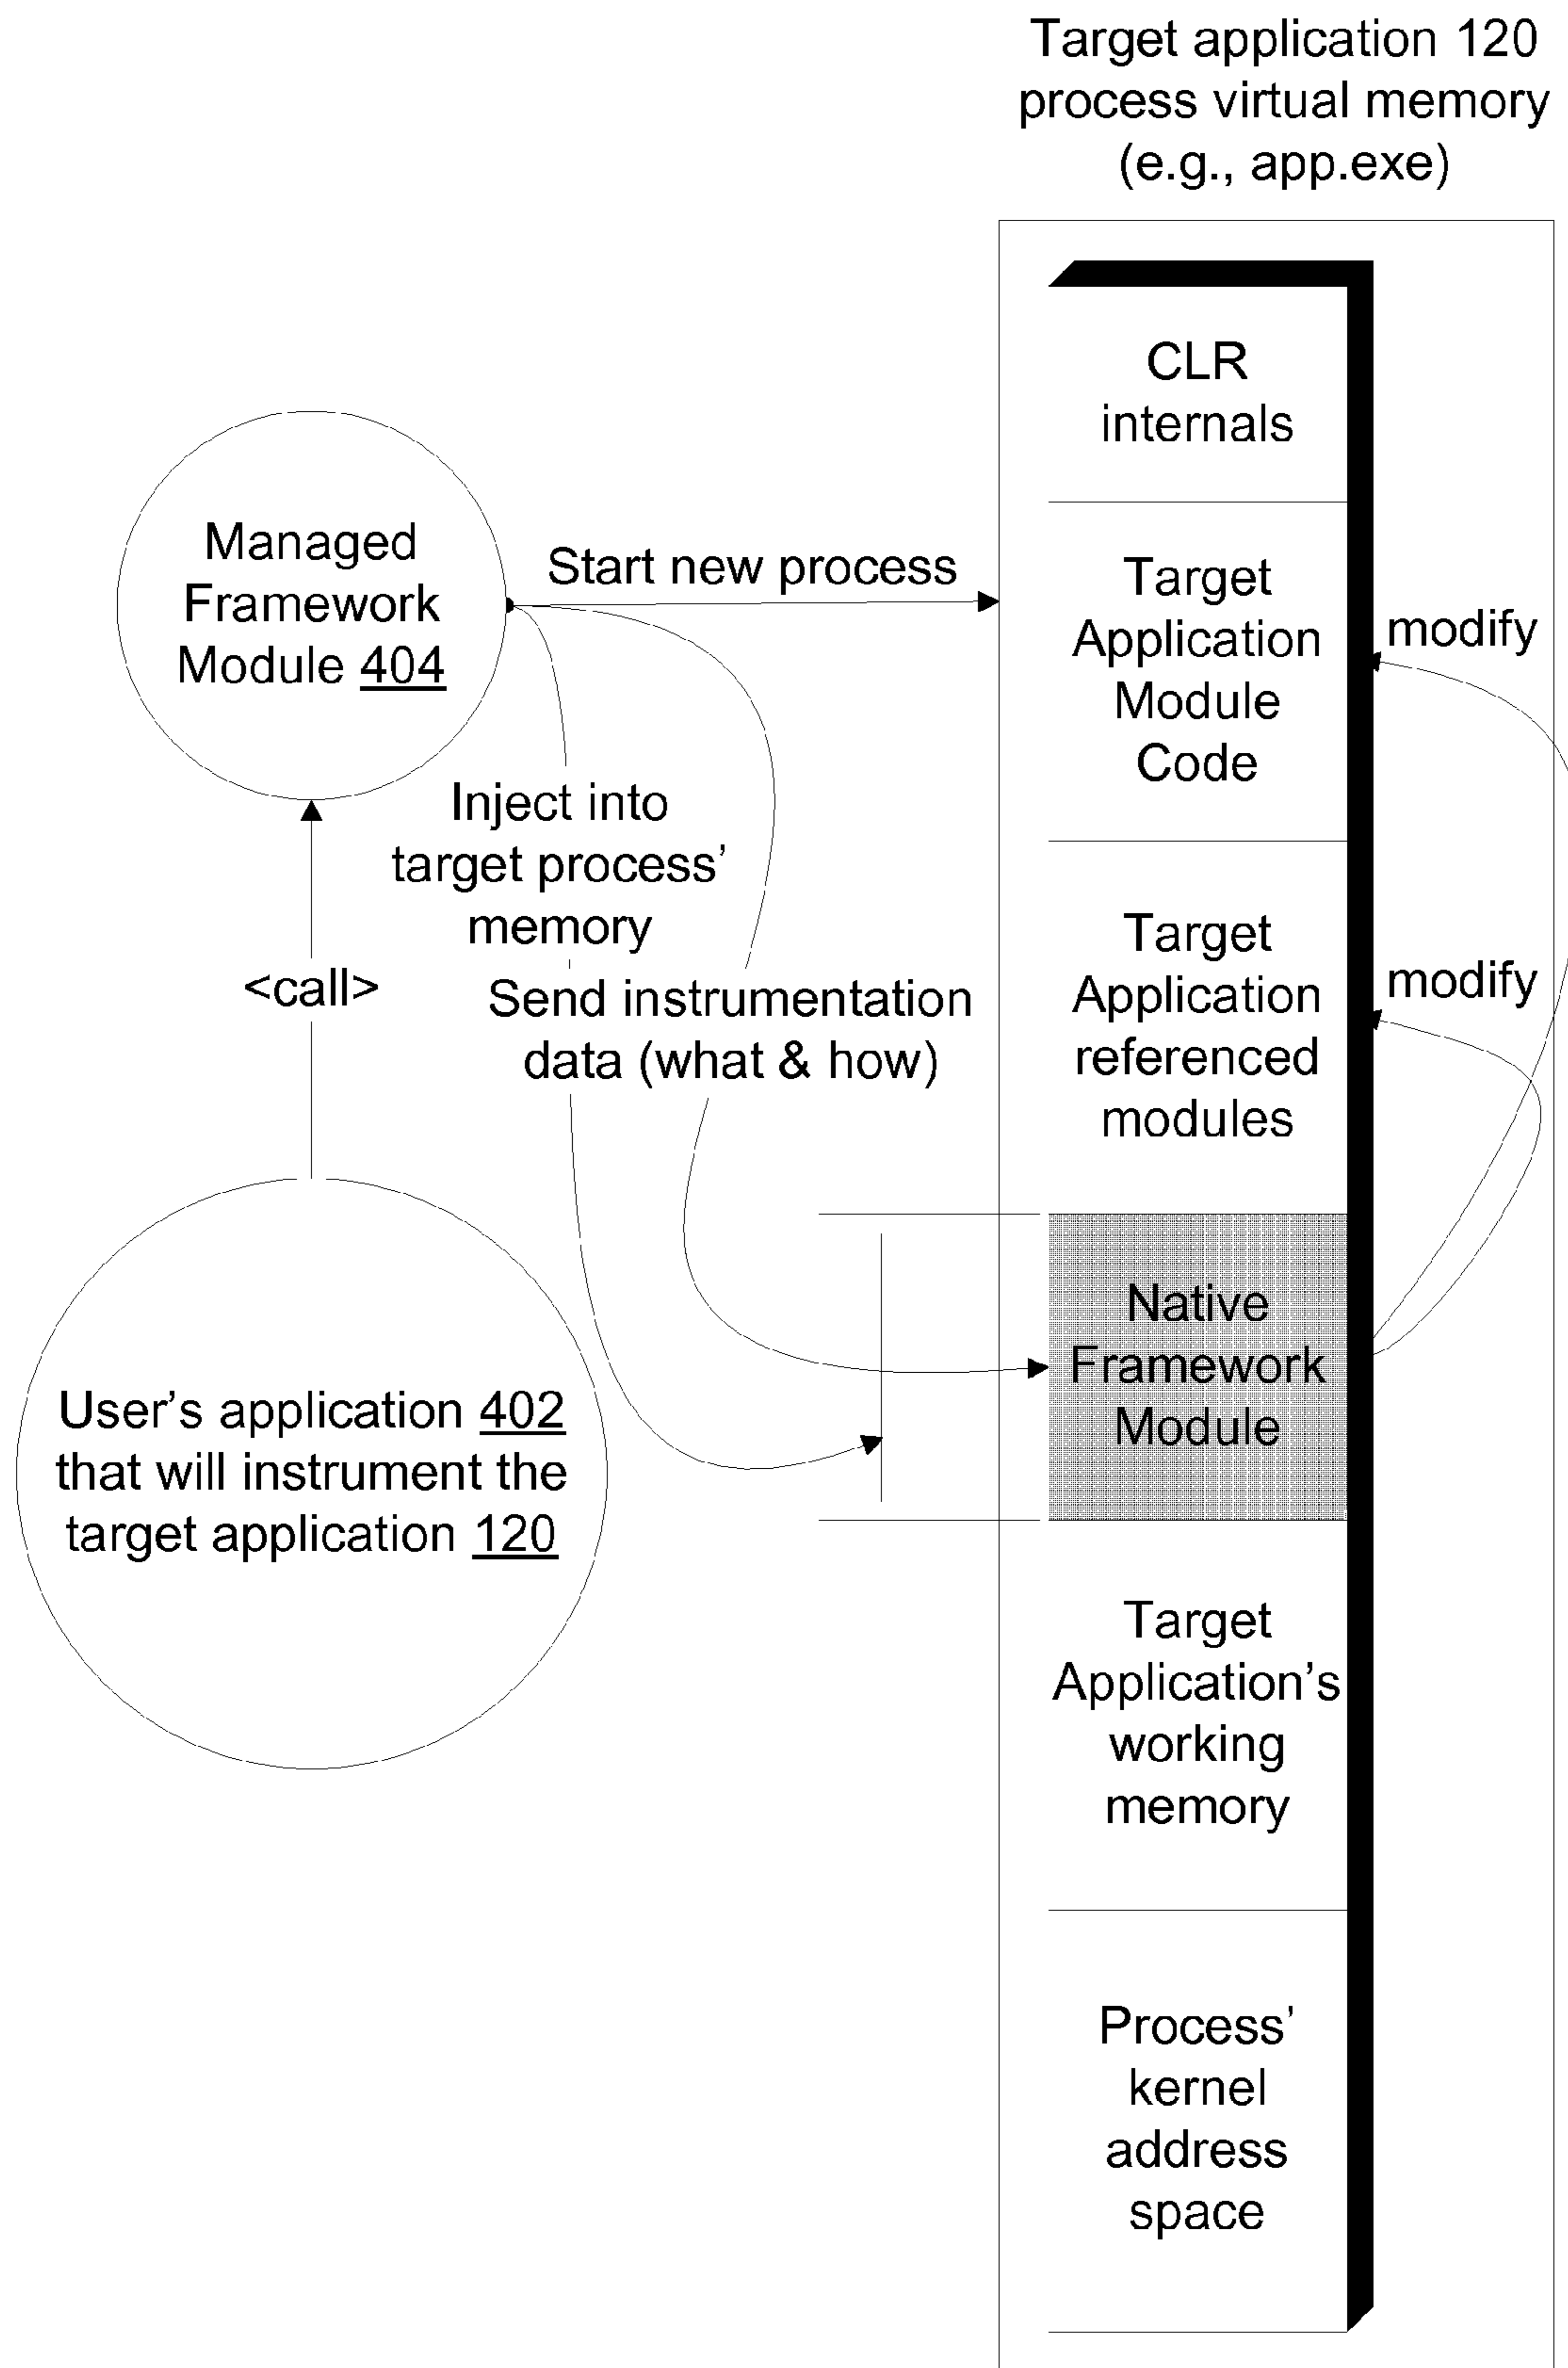 Target application 120
process virtual memory
(e.g., app.exe)
CLR
internals
Managed
Framework
Module 404
Start new process
Target
Application
Module
Code
modify
Inject into
target process’
memory
<call>
Send instrumentation
data (what & how)
Target
Application
referenced
modules
modify
Native
Framework
Module
User’s application 402
that will instrument the
target application 120
Target
Application’s
working
memory
Process’
kernel
address
space